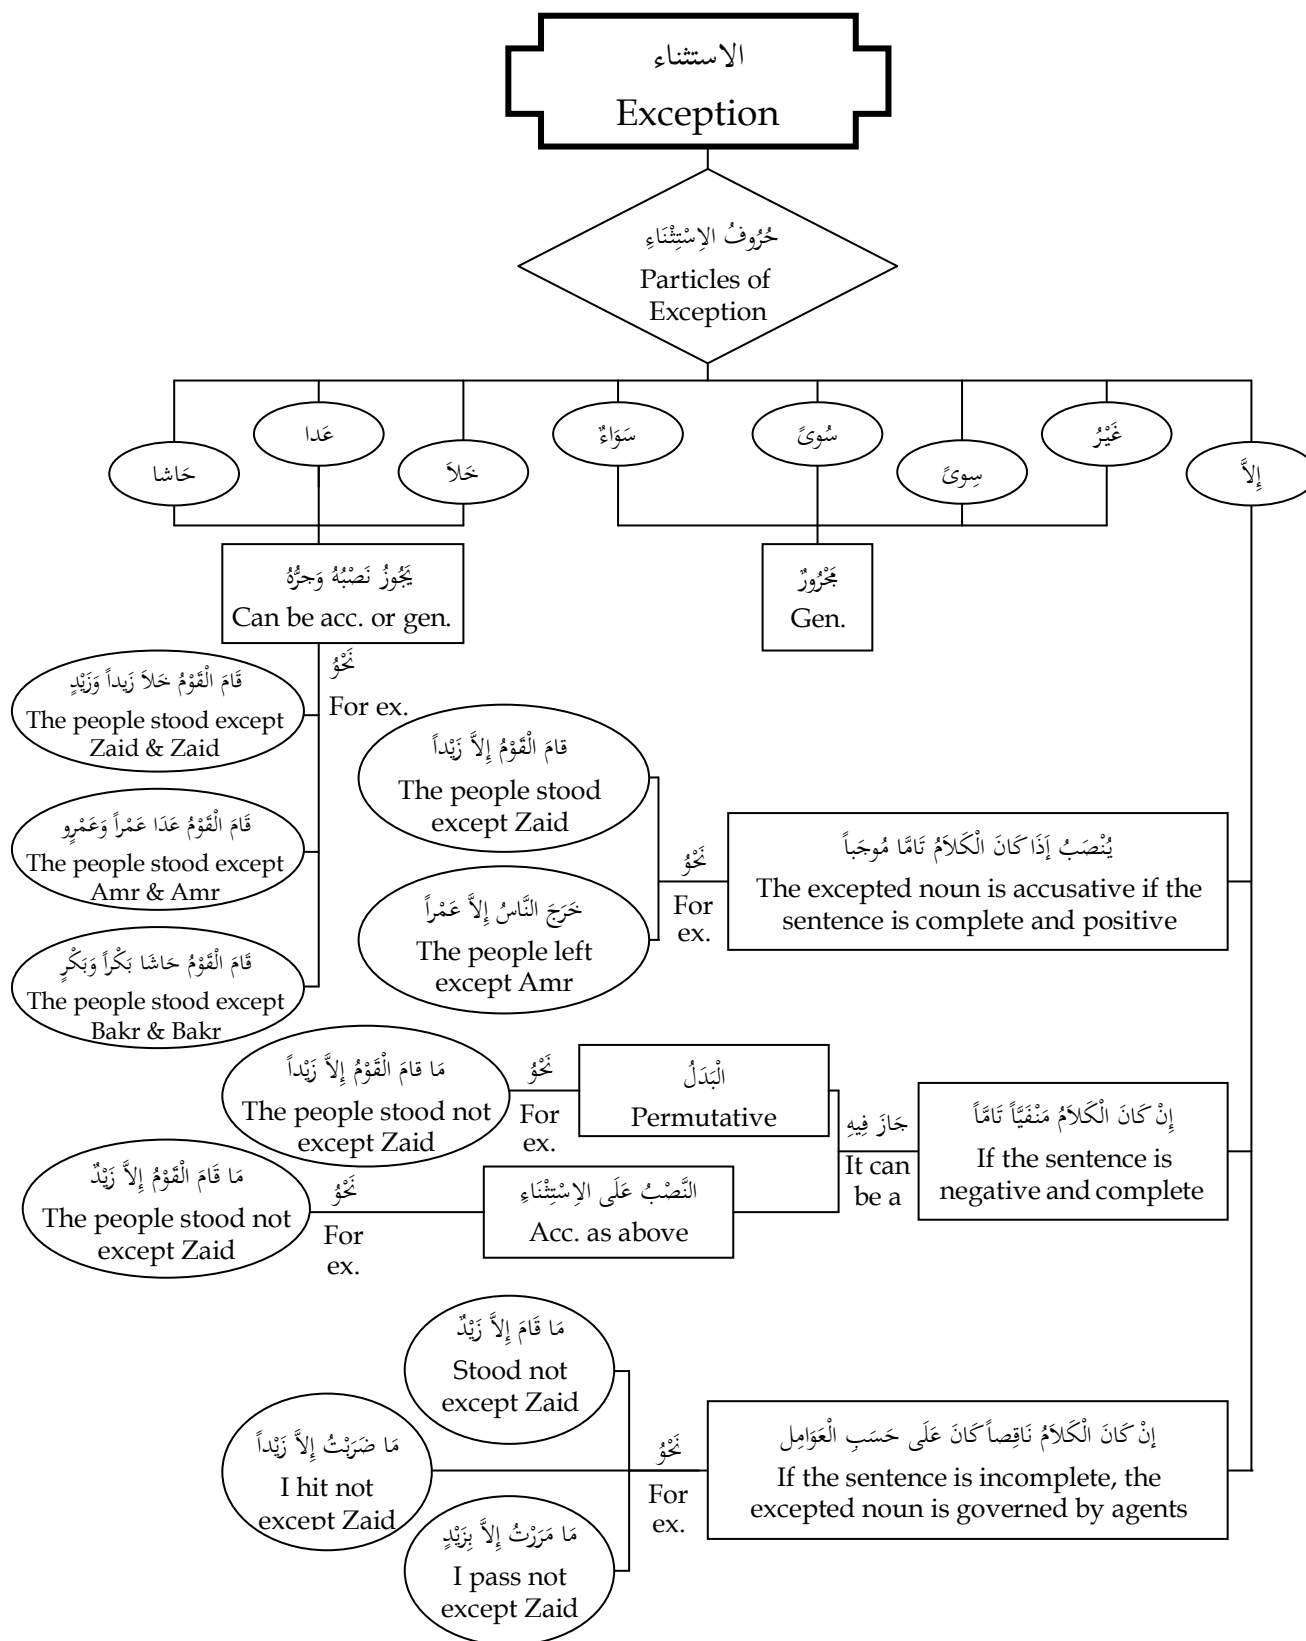 الاستثناء
Exception
حُرُوفُ الاِسْتِثْنَاءِ
Particles of
Exception
إِلاَّ
غَيْرُ
سِوىً
سُوىً
سَوَاءٌ
خَلاَ
عَدا
حَاشا
مَجْرُورٌ
Gen.
يَجُوزُ نَصْبُهُ وَجرُّهُ
Can be acc. or gen.
نَحْوُ
For ex.
قَامَ الْقَوْمُ خَلاَ زَيداً وَزَيْدٍ
The people stood except
Zaid & Zaid
قَامَ الْقَوْمُ عَدَا عَمْراً وَعَمْرٍو
The people stood except
Amr & Amr
قَامَ الْقَوْمُ حَاشَا بَكْراً وَبَكْرٍ
The people stood except
Bakr & Bakr
يُنْصَبُ إَذَا كَانَ الْكَلاَمُ تَامَّا مُوجَباً
The excepted noun is accusative if the
sentence is complete and positive
نَحْوُ
For
ex.
قامَ الْقَوْمُ إِلاَّ زَيْداً
The people stood
except Zaid
خَرَجَ النَّاسُ إِلاَّ عَمْراً
The people left
except Amr
إِنْ كَانَ الْكَلاَمُ مَنْفَيَّاً تَامَّاً
If the sentence is
negative and complete
جَازَ فِيهِ
It can
be a
الْبَدَلُ
Permutative
نَحْوُ
For
ex.
مَا قامَ الْقَوْمُ إِلاَّ زَيْداً
The people stood not
except Zaid
النَّصْبُ عَلَى الاِسْتِثْنَاءِ
Acc. as above
نَحْوُ
For
ex.
مَا قَامَ الْقَوْمُ إِلاَّ زَيْدٌ
The people stood not
except Zaid
إنْ كَانَ الْكَلاَمُ نَاقِصاً كَانَ عَلَى حَسَبِ الْعَوَامِل
If the sentence is incomplete, the
excepted noun is governed by agents
نَحْوُ
For
ex.
مَا قَامَ إِلاَّ زَيْدٌ
Stood not
except Zaid
مَا ضَرَبْتُ إِلاَّ زَيْداً
I hit not
except Zaid
مَا مَرَرْتُ إِلاَّ بِزَيْدٍ
I pass not
except Zaid